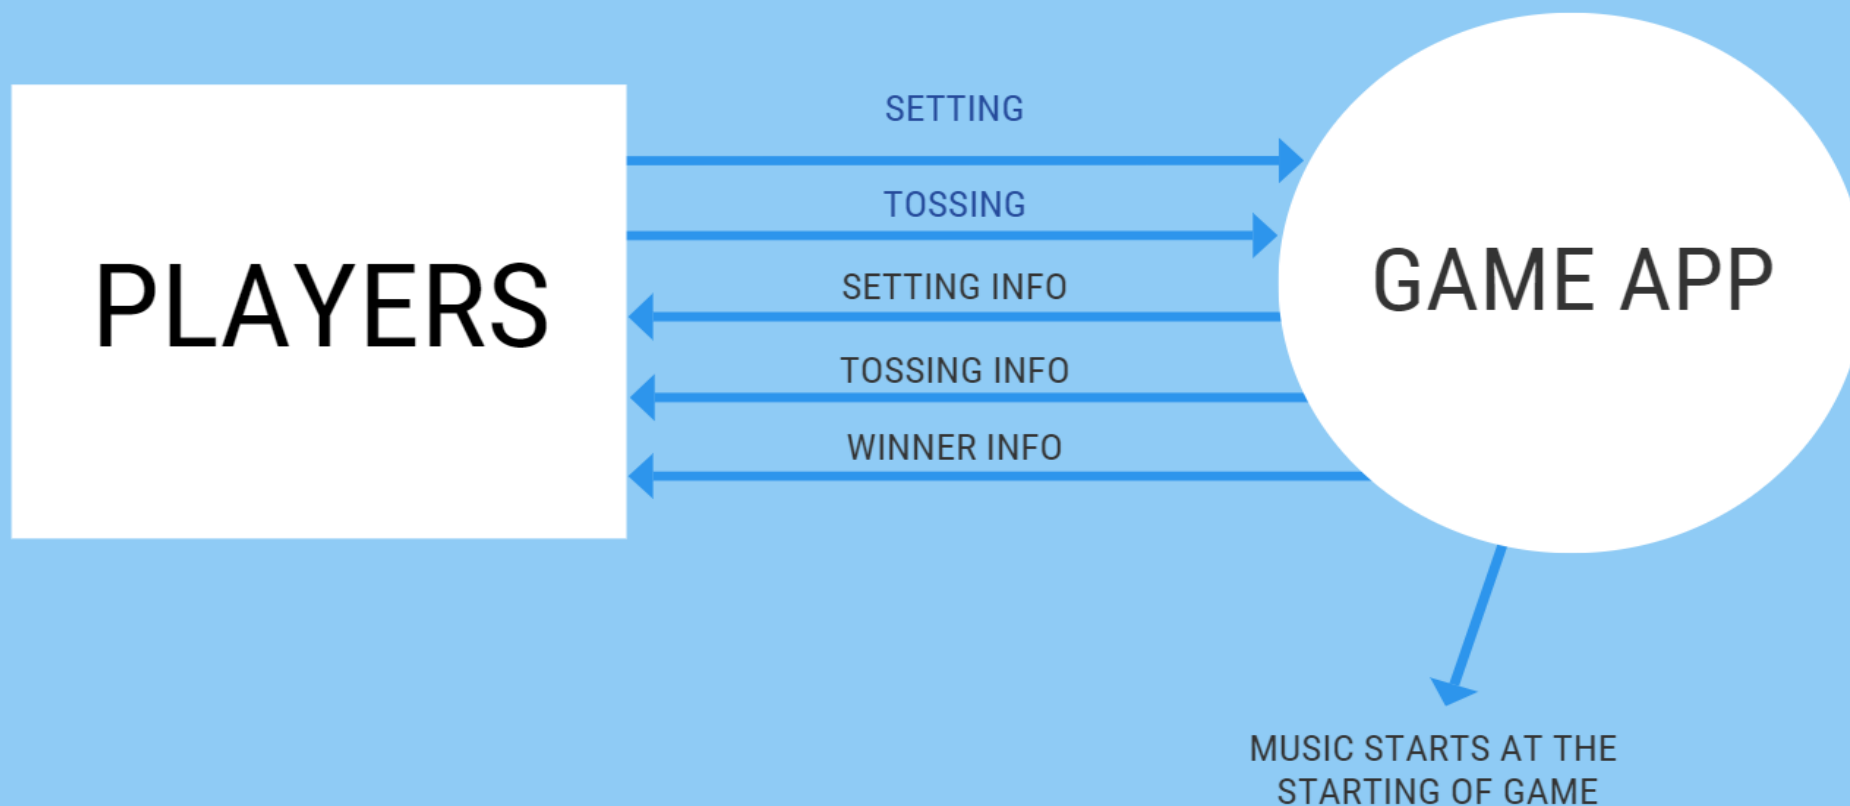 SETTING
TOSSING
PLAYERS
GAME APP
SETTING INFO
TOSSING INFO
WINNER INFO
MUSIC STARTS AT THE
STARTING OF GAME